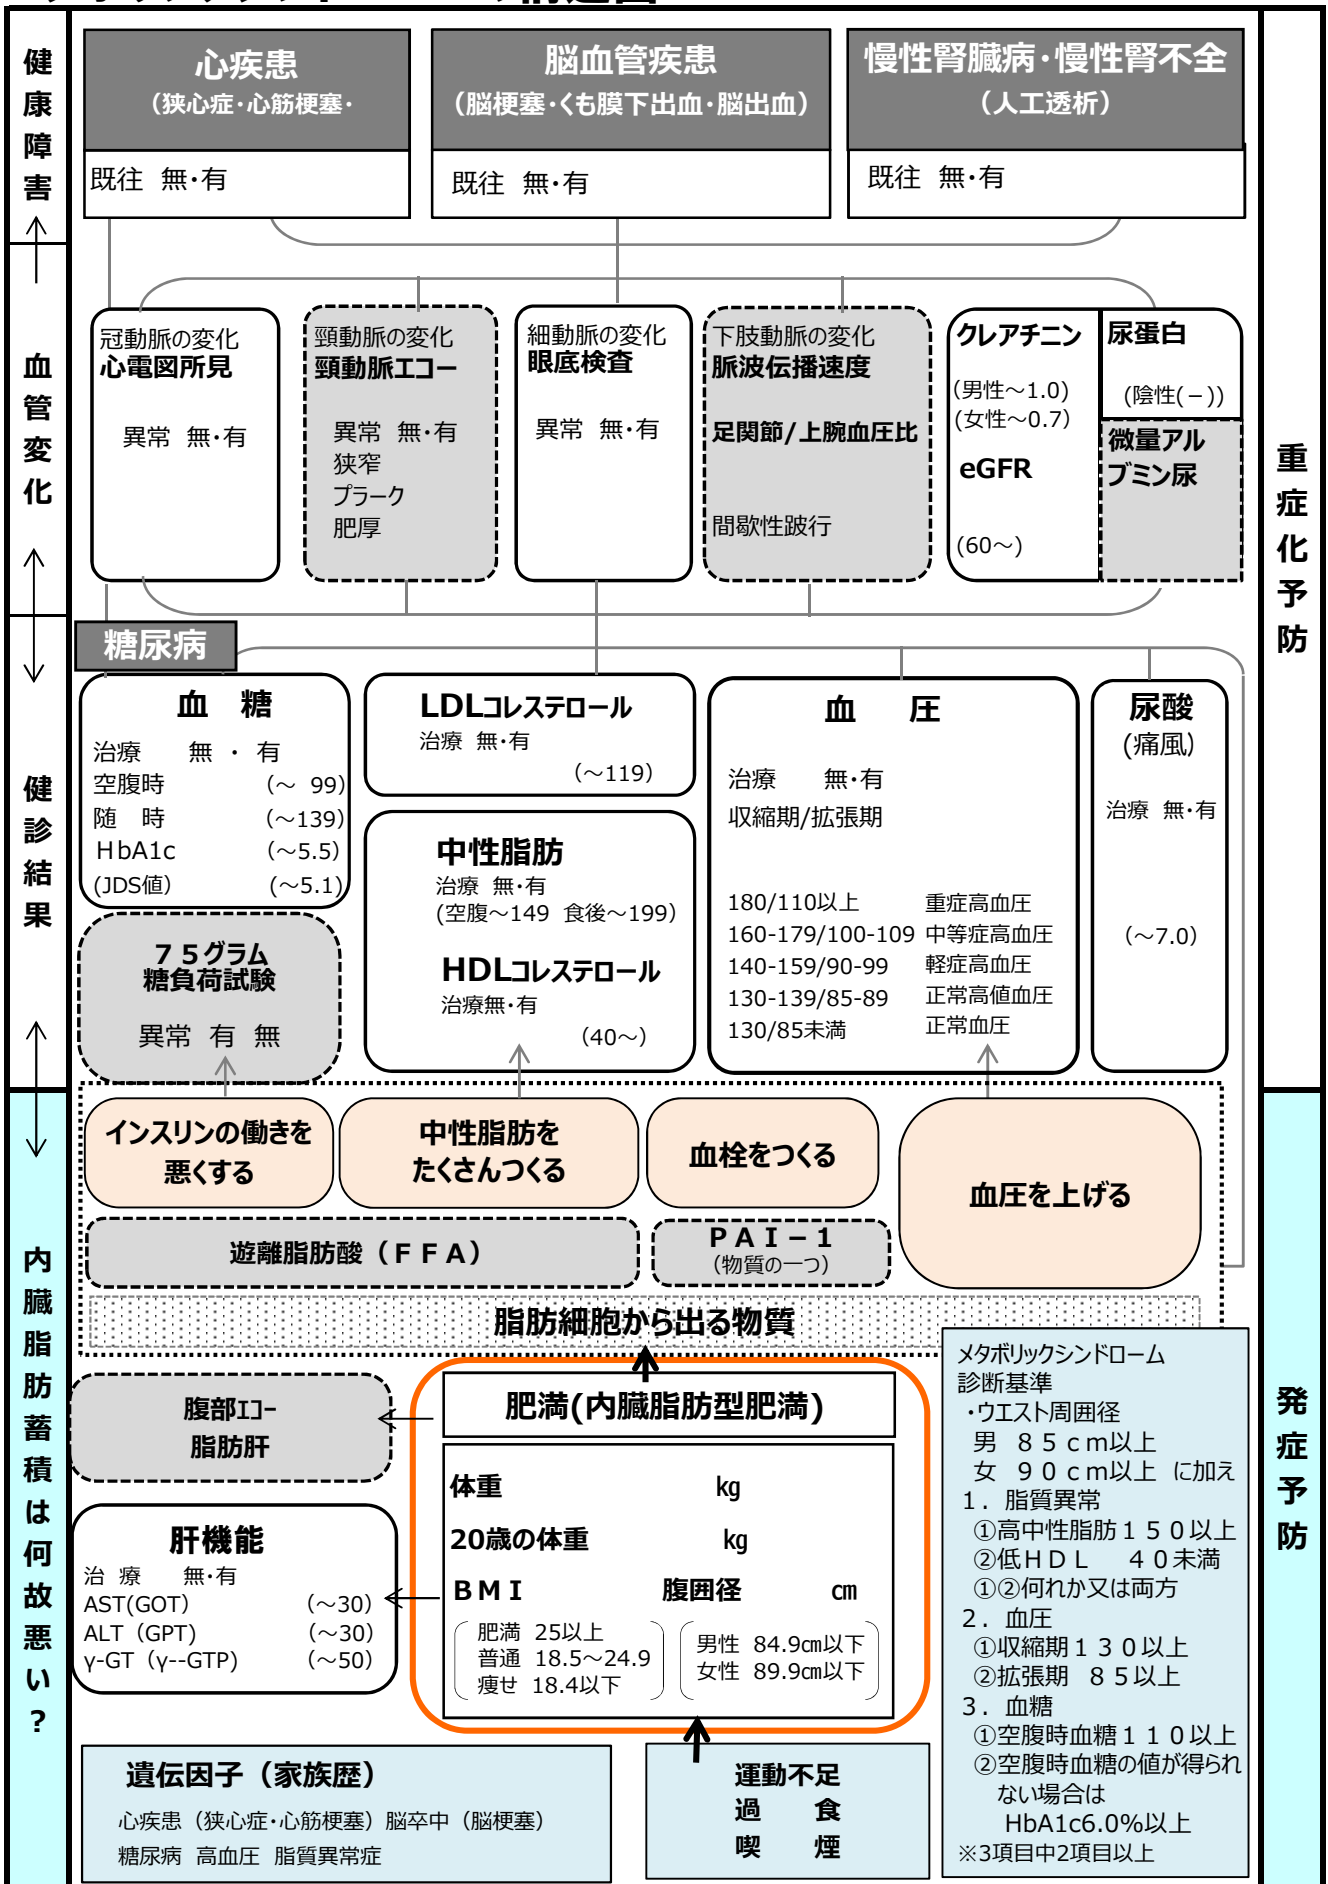 健康障害
心疾患
（狭心症・心筋梗塞・
既往 無・有
脳血管疾患
（脳梗塞・くも膜下出血・脳出血）
既往 無・有
慢性腎臓病・慢性腎不全
（人工透析）
既往 無・有
血管変化
冠動脈の変化
心電図所見
異常 無・有
頸動脈の変化
頸動脈エコー
異常 無・有
狭窄
プラーク
肥厚
細動脈の変化
眼底検査
異常 無・有
下肢動脈の変化
脈波伝播速度
足関節/上腕血圧比
間歇性跛行
クレアチニン
(男性～1.0)
(女性～0.7)
eGFR
(60～)
尿蛋白
(陰性(－))
微量アル
ブミン尿
重症化予防
健診結果
糖尿病
血 糖
治療 無 ・ 有
空腹時 (～ 99)
随 時 (～139)
ＨbA1c (～5.5)
(JDS値） (～5.1)
７５グラム
糖負荷試験
異常 有 無
LDLコレステロール
治療 無・有
(～119)
中性脂肪
治療 無・有
(空腹～149 食後～199)
HDLコレステロール
治療無・有
(40～)
血 圧
治療 無・有
収縮期/拡張期
180/110以上 重症高血圧
160-179/100-109 中等症高血圧
140-159/90-99 軽症高血圧
130-139/85-89 正常高値血圧
130/85未満 正常血圧
尿酸
(痛風)
治療 無・有
(～7.0)
内臓脂肪蓄積は何故悪い？
インスリンの働きを
悪くする
中性脂肪を
たくさんつくる
血栓をつくる
血圧を上げる
遊離脂肪酸（ＦＦＡ）
ＰＡＩ－１
（物質の一つ）
脂肪細胞から出る物質
腹部エコー
脂肪肝
肝機能
治 療 無・有
AST(GOT） (～30)
ALT（GPT) (～30)
γ-GT（γ--GTP) (～50)
肥満(内臓脂肪型肥満)
体重 kg
20歳の体重 kg
ＢＭＩ 腹囲径 ㎝
肥満 25以上
普通 18.5～24.9
痩せ 18.4以下
男性 84.9㎝以下
女性 89.9㎝以下
メタボリックシンドローム
診断基準
・ウエスト周囲径
男 ８５ｃｍ以上
女 ９０ｃｍ以上 に加え
１．脂質異常
①高中性脂肪１５０以上
②低ＨＤＬ ４０未満
①②何れか又は両方
２．血圧
①収縮期１３０以上
②拡張期 ８５以上
３．血糖
①空腹時血糖１１０以上
②空腹時血糖の値が得られ
ない場合は
HbA1c6.0%以上
※3項目中2項目以上
発症予防
遺伝因子（家族歴）
心疾患（狭心症・心筋梗塞）脳卒中（脳梗塞）
糖尿病 高血圧 脂質異常症
運動不足
過 食
喫 煙